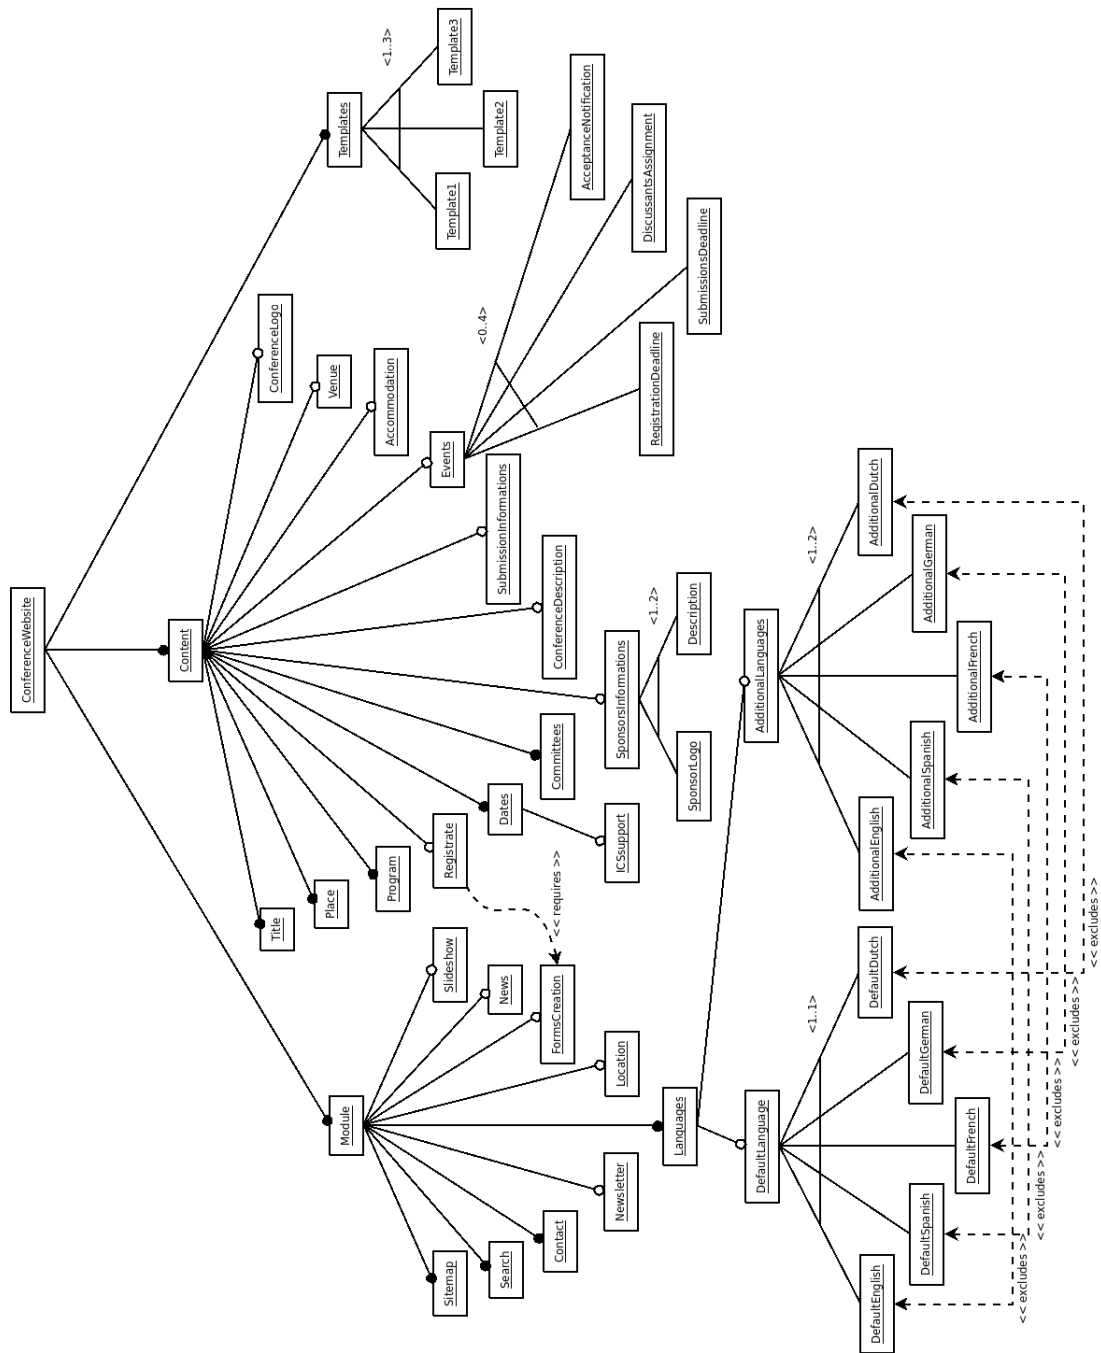 ConferenceWebsite
Module
Content
Templates
Sitemap
Search
Contact
Newsletter
Languages
Location
FormsCreation
News
Slideshow
Title
Place
Program
Registrate
<< requires >>
Dates
ICSsupport
Committees
SponsorsInformations
<1..2>
SponsorLogo
Description
ConferenceDescription
SubmissionInformations
Events
<0..4>
RegistrationDeadline
SubmissionsDeadline
DiscussantsAssignment
AcceptanceNotification
Accommodation
Venue
ConferenceLogo
<1..3>
Template1
Template2
Template3
DefaultLanguage
<1..1>
DefaultEnglish
DefaultSpanish
DefaultFrench
DefaultGerman
DefaultDutch
AdditionalLanguages
<1..2>
AdditionalEnglish
AdditionalSpanish
AdditionalFrench
AdditionalGerman
AdditionalDutch
<< excludes >>
<< excludes >>
<< excludes >>
<< excludes >>
<< excludes >>